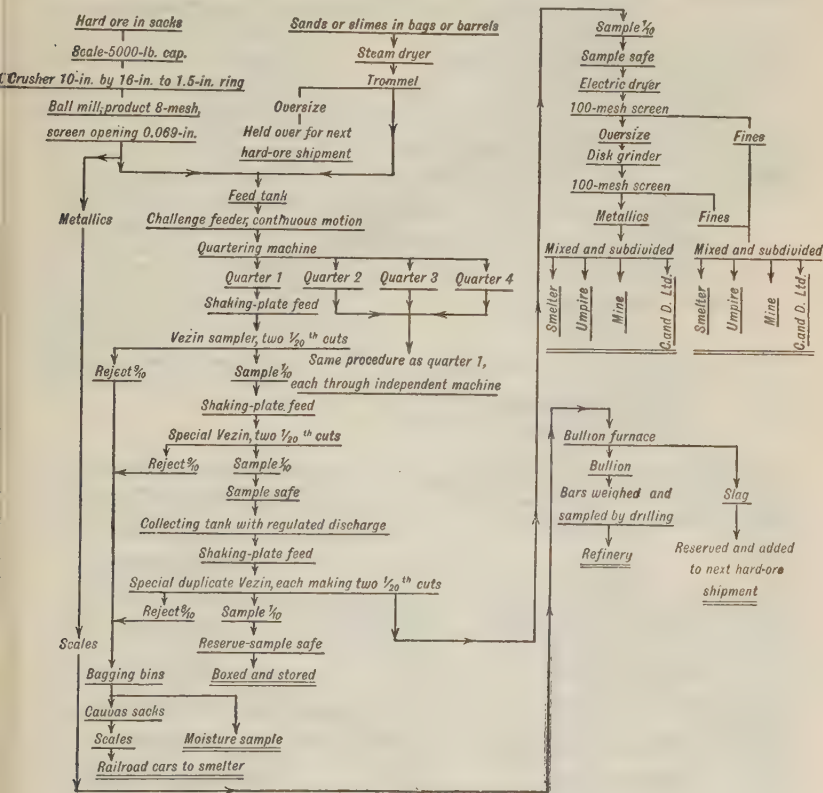 Hard ore in sacks
Scale-5000-lb. cap.
Crusher 10-in. by 16-in. to 1.5-in. ring
Ball mill, product 8-mesh,
screen opening 0.069-in.
Sands or slimes in bags or barrels
Steam dryer
Trommel
Oversize
Held over for next
hard-ore shipment
Metallics
Feed tank
Challenge feeder, continuous motion
Quartering machine
Quarter 1
Quarter 2
Quarter 3
Quarter 4
Shaking-plate feed
Vezin sampler, two 1/20 th cuts
Same procedure as quarter 1,
each through independent machine
Reject 9/10
Sample 1/10
Shaking-plate feed
Special Vezin, two 1/20 th cuts
Reject 9/10
Sample 1/10
Sample safe
Collecting tank with regulated discharge
Shaking-plate feed
Special duplicate Vezin, each making two 1/20 th cuts
Reject 9/10
Sample 1/10
Reserve-sample safe
Boxed and stored
Scales
Bagging bins
Cauvas sacks
Scales
Moisture sample
Railroad cars to smelter
Sample 1/10
Sample safe
Electric dryer
100-mesh screen
Oversize
Fines
Disk grinder
100-mesh screen
Metallics
Fines
Mixed and subdivided
Mixed and subdivided
Smelter
Umpire
Mine
C. and D. Ltd.
Smelter
Umpire
Mine
C. and D. Ltd.
Bullion furnace
Bullion
Slag
Bars weighed and
sampled by drilling
Refinery
Reserved and added
to next hard-ore
shipment